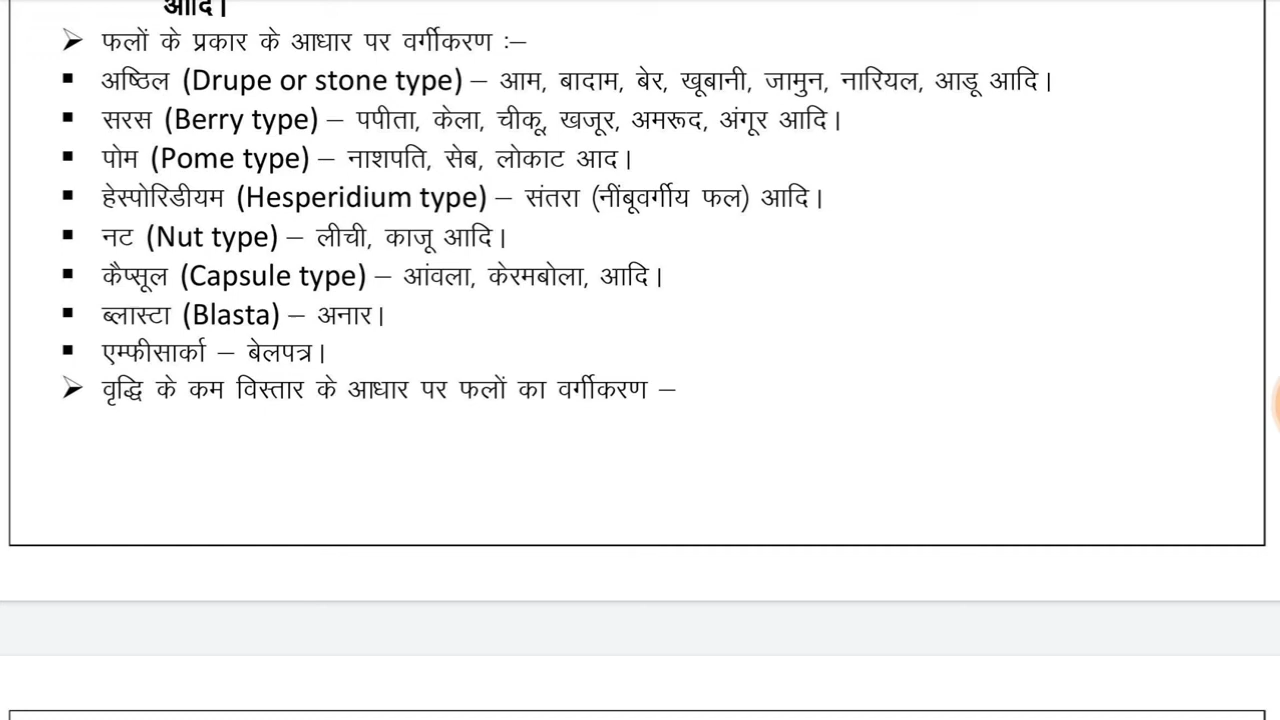 आदि।
फलों के प्रकार के आधार पर वर्गीकरण :–
अष्ठिल (Drupe or stone type) – आम, बादाम, बेर, खूबानी, जामुन, नारियल, आडू आदि।
सरस (Berry type) – पपीता, केला, चीकू, खजूर, अमरूद, अंगूर आदि।
पोम (Pome type) – नाशपति, सेब, लोकाट आद।
हेस्पोरिडीयम (Hesperidium type) – संतरा (नींबूवर्गीय फल) आदि।
नट (Nut type) – लीची, काजू आदि।
कैप्सूल (Capsule type) – आंवला, केरमबोला, आदि।
ब्लास्टा (Blasta) – अनार।
एम्फीसार्का – बेलपत्र।
वृद्धि के कम विस्तार के आधार पर फलों का वर्गीकरण –